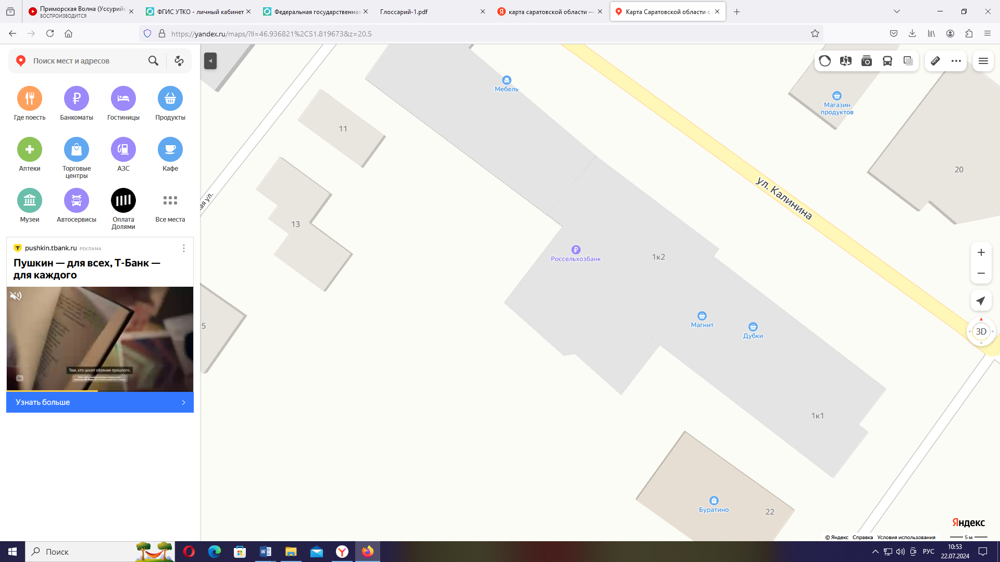 Приморская Волна (Уссурийс
ВОСПРОИЗВОДИТСЯ
ФГИС УТКО - личный кабинет
Федеральная государственная
Глоссарий-1.pdf
карта саратовской области —
Карта Саратовской области с
https://yandex.ru/maps/?ll=46.936821%2C51.819673&z=20.5
Поиск мест и адресов
Где поесть
Банкоматы
Гостиницы
Продукты
Аптеки
Торговые
центры
АЗС
Кафе
Музеи
Автосервисы
Оплата
Долями
Все места
pushkin.tbank.ru РЕКЛАМА
Пушкин — для всех, Т-Банк —
для каждого
Тем, кто ценит обаяние прошлого.
Узнать больше
Мебель
Магазин
продуктов
11
20
ул. Калинина
кая ул.
13
Россельхозбанк
1к2
5
Магнит
Дубки
3D
1к1
Буратино
22
Яндекс
© Яндекс Справка Условия использования
5 м
Поиск
РУС
10:53
22.07.2024